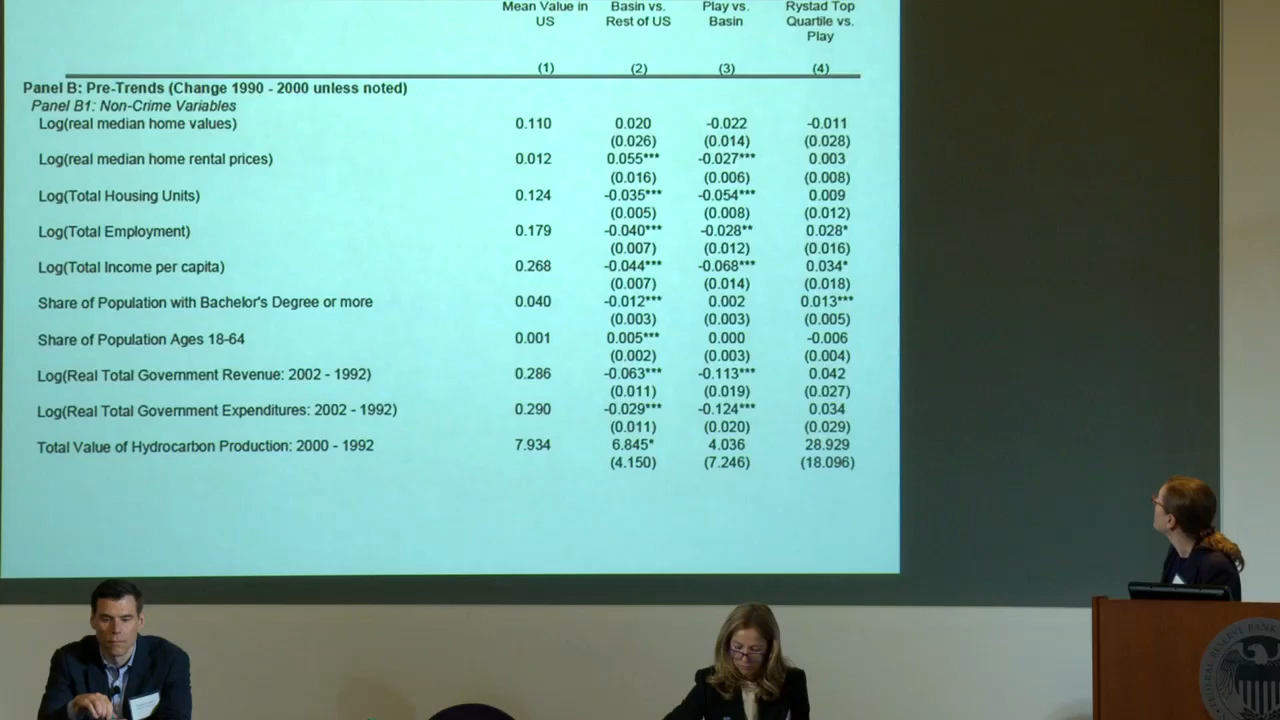 Mean Value in US Basin vs. Rest of US Play vs. Basin Rystad Top Quartile vs. Play
(1) (2) (3) (4)
Panel B: Pre-Trends (Change 1990 - 2000 unless noted)
Panel B1: Non-Crime Variables
Log(real median home values) 0.110 0.020 -0.022 -0.011
(0.026) (0.014) (0.028)
Log(real median home rental prices) 0.012 0.055*** -0.027*** 0.003
(0.016) (0.006) (0.008)
Log(Total Housing Units) 0.124 -0.035*** -0.054*** 0.009
(0.005) (0.008) (0.012)
Log(Total Employment) 0.179 -0.040*** -0.028** 0.028*
(0.007) (0.012) (0.016)
Log(Total Income per capita) 0.268 -0.044*** -0.068*** 0.034*
(0.007) (0.014) (0.018)
Share of Population with Bachelor's Degree or more 0.040 -0.012*** 0.002 0.013***
(0.003) (0.003) (0.005)
Share of Population Ages 18-64 0.001 0.005*** 0.000 -0.006
(0.002) (0.003) (0.004)
Log(Real Total Government Revenue: 2002 - 1992) 0.286 -0.063*** -0.113*** 0.042
(0.011) (0.019) (0.027)
Log(Real Total Government Expenditures: 2002 - 1992) 0.290 -0.029*** -0.124*** 0.034
(0.011) (0.020) (0.029)
Total Value of Hydrocarbon Production: 2000 - 1992 7.934 6.845* 4.036 28.929
(4.150) (7.246) (18.096)
FEDERAL RESERVE BANK